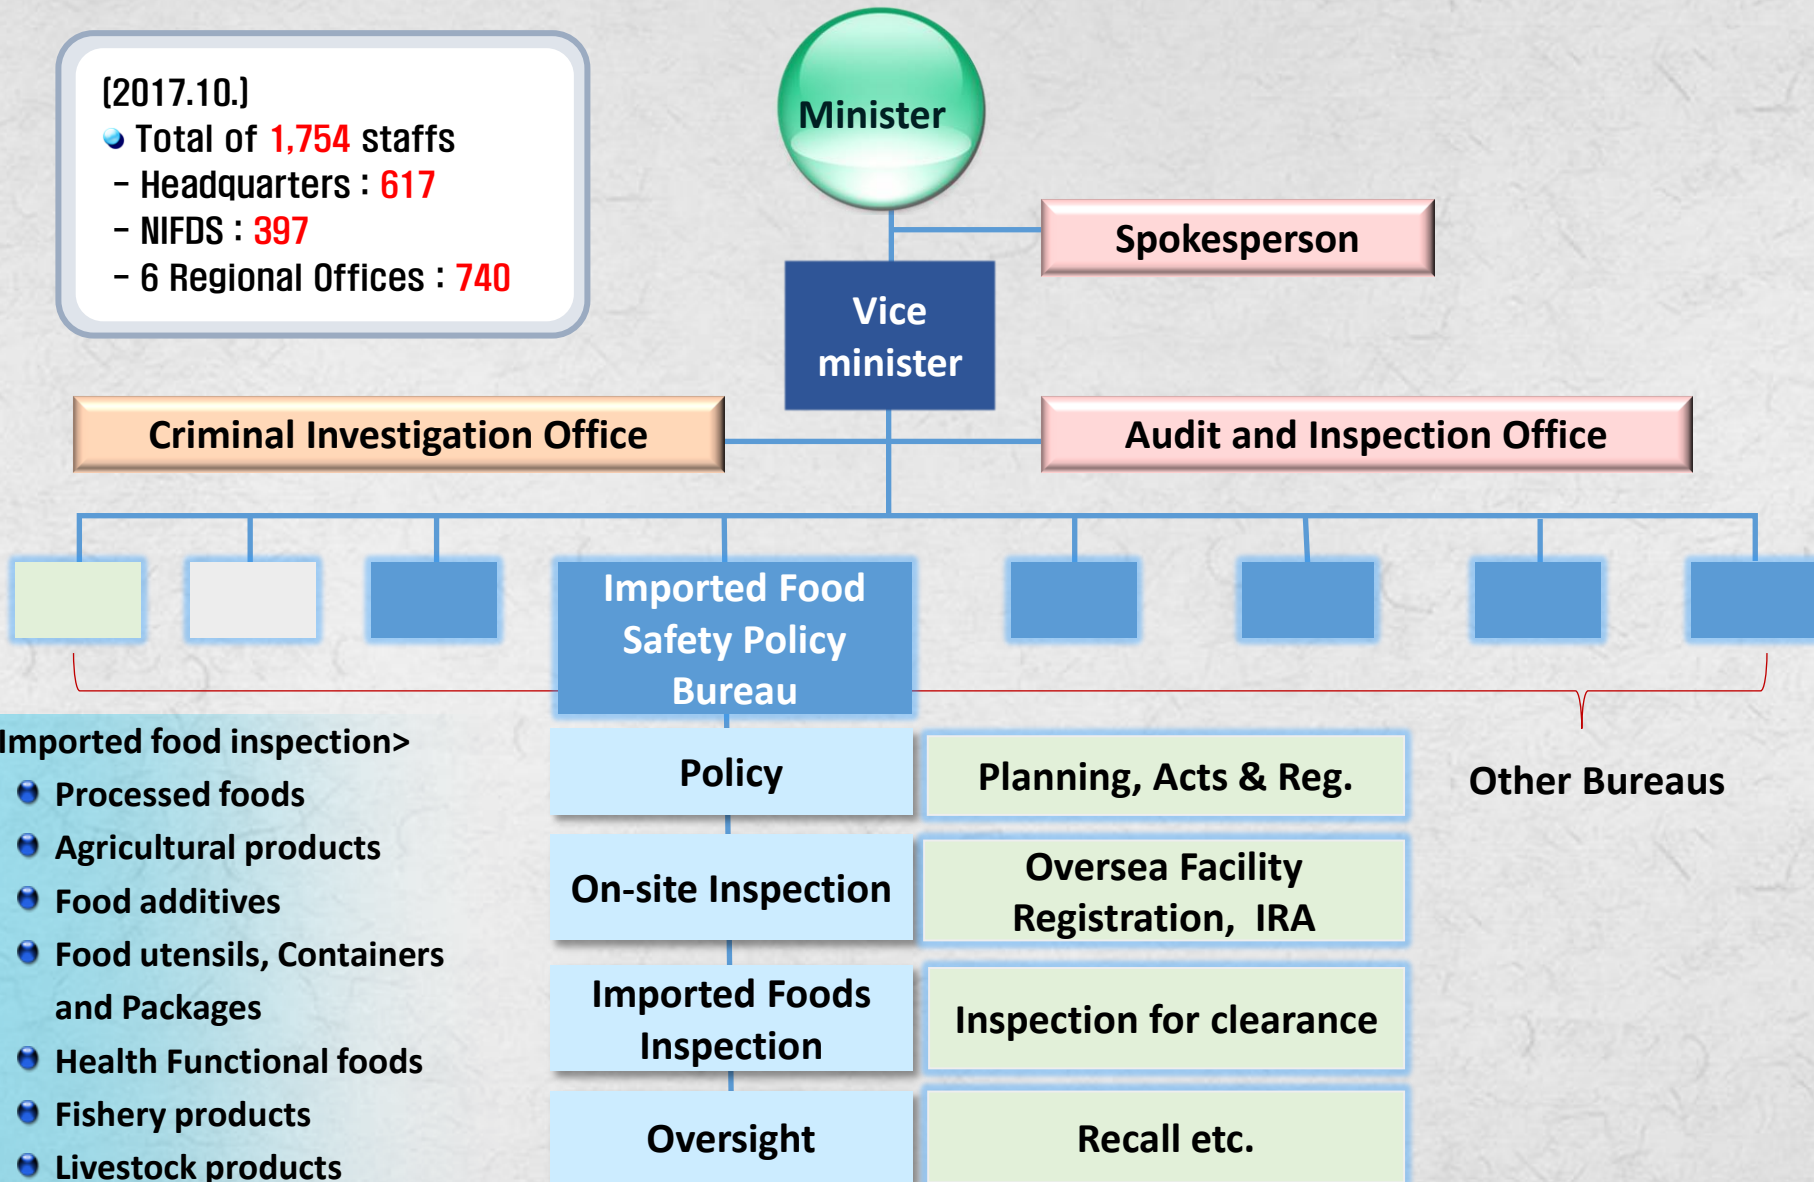 (2017.10.)
Total of 1,754 staffs
- Headquarters : 617
- NIFDS : 397
- 6 Regional Offices : 740
Minister
Spokesperson
Vice
minister
Criminal Investigation Office
Audit and Inspection Office
Imported Food
Safety Policy
Bureau
Imported food inspection>
Processed foods
Agricultural products
Food additives
Food utensils, Containers
and Packages
Health Functional foods
Fishery products
Livestock products
Policy
Planning, Acts & Reg.
On-site Inspection
Oversea Facility
Registration, IRA
Imported Foods
Inspection
Inspection for clearance
Oversight
Recall etc.
Other Bureaus